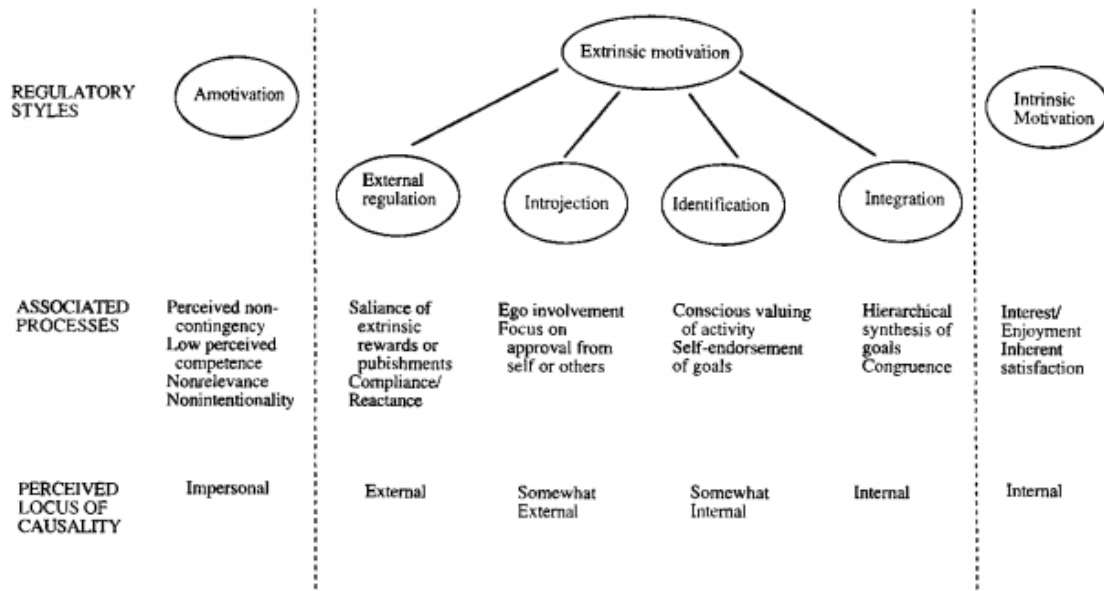 Extrinsic motivation
REGULATORY
STYLES
Amotivation
Intrinsic
Motivation
External
regulation
Introjection
Identification
Integration
ASSOCIATED
PROCESSES
Perceived non-
contingency
Low perceived
competence
Nonrelevance
Nonintentionality
Saliance of
extrinsic
rewards or
pubishments
Compliance/
Reactance
Ego involvement
Focus on
approval from
self or others
Conscious valuing
of activity
Self-endorsement
of goals
Hierarchical
synthesis of
goals
Congruence
Interest/
Enjoyment
Inherent
satisfaction
PERCEIVED
LOCUS OF
CAUSALITY
Impersonal
External
Somewhat
External
Somewhat
Internal
Internal
Internal